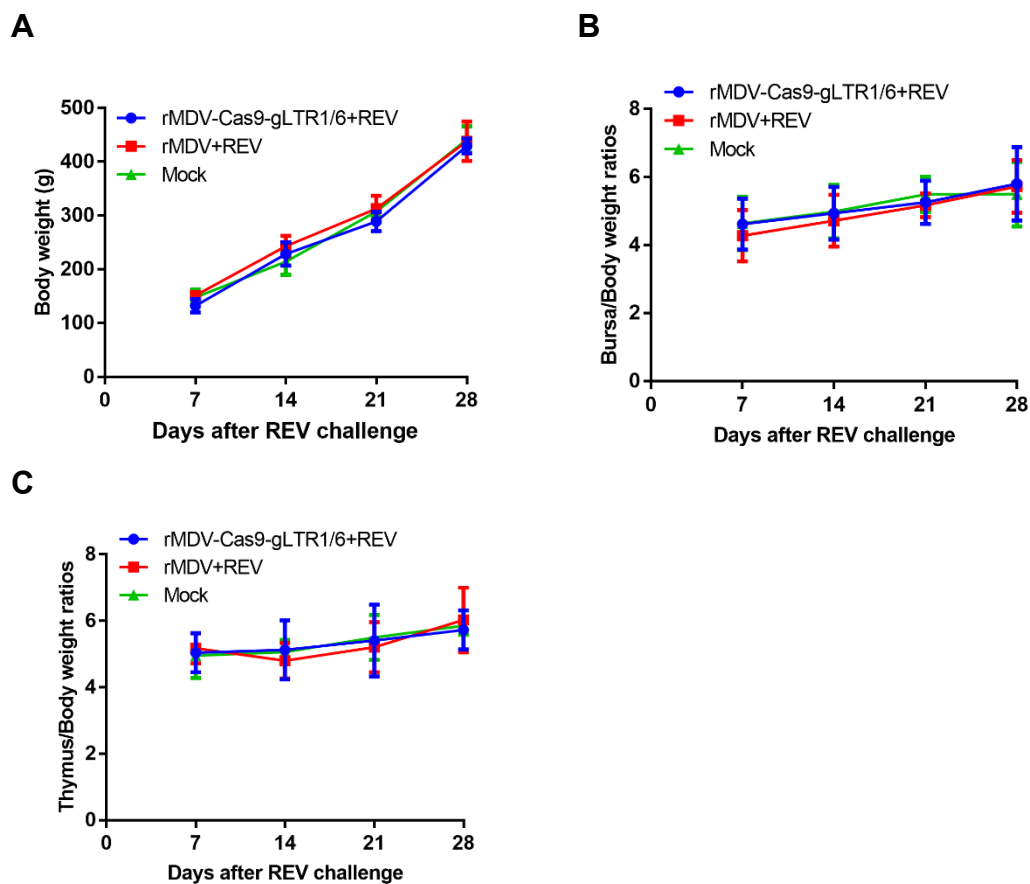 A
Body weight (g)
500
400
300
200
100
0
rMDV-Cas9-gLTR1/6+REV
rMDV+REV
Mock
0 7 14 21 28
Days after REV challenge
B
Bursa/Body weight ratios
8
6
4
2
0
rMDV-Cas9-gLTR1/6+REV
rMDV+REV
Mock
0 7 14 21 28
Days after REV challenge
C
Thymus/Body weight ratios
8
6
4
2
0
rMDV-Cas9-gLTR1/6+REV
rMDV+REV
Mock
0 7 14 21 28
Days after REV challenge